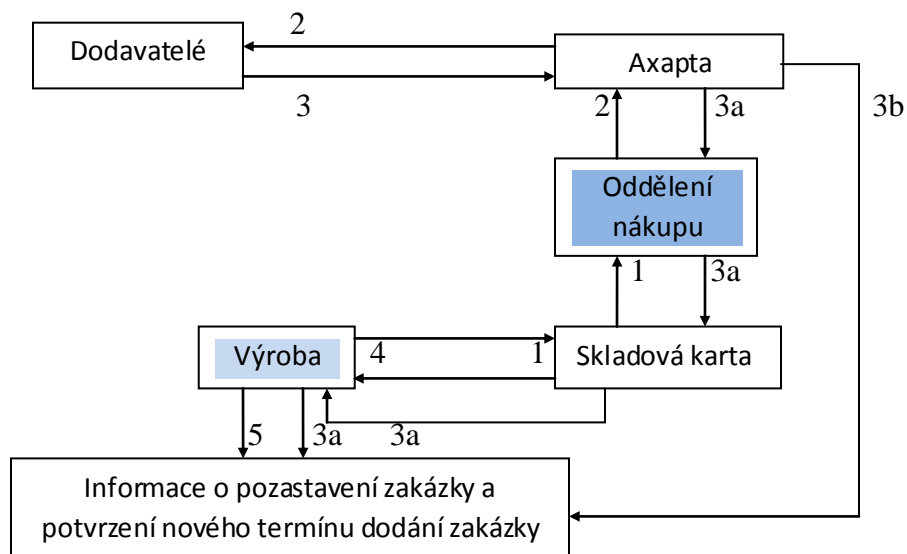 2
Dodavatelé
Axapta
3
2
3a
3b
Oddělení
nákupu
1
3a
Výroba
4
1
Skladová karta
5
3a
3a
Informace o pozastavení zakázky a
potvrzení nového termínu dodání zakázky